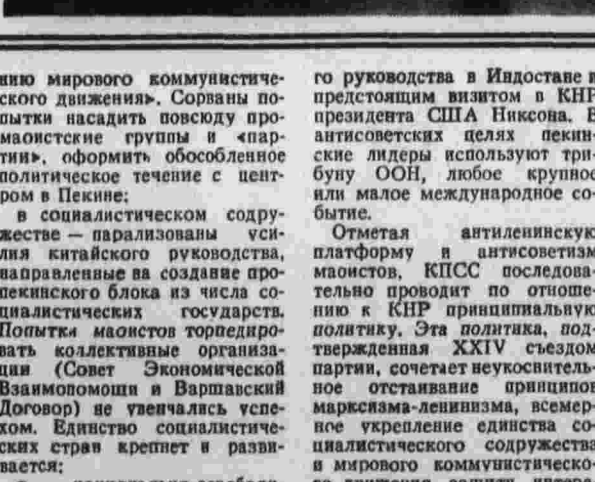 нию мирового коммунистиче-
ского движения». Сорваны по-
пытки насадить повсюду про-
маоистские группы и «пар-
тии», оформить обособленное
политическое течение с цент-
ром в Пекине;
в социалистическом содру-
жестве — парализованы уси-
лия китайского руководства,
направленные на создание про-
пекинского блока из числа со-
циалистических государств.
Попытки маоистов торпедиро-
вать коллективные организа-
ции (Совет Экономической
Взаимопомощи и Варшавский
Договор) не увенчались успе-
хом. Единство социалистиче-
ских стран крепнет и разви-
вается;
го руководства в Индостане и
предстоящим визитом в КНР
президента США Никсона. В
антисоветских целях пекин-
ские лидеры используют три-
буну ООН, любое крупное
или малое международное со-
бытие.
Отметая антиленинскую
платформу и антисоветизм
маоистов, КПСС последова-
тельно проводит по отноше-
нию к КНР принципиальную
политику. Эта политика, под-
твержденная XXIV съездом
партии, сочетает неукоснитель-
ное отстаивание принципов
марксизма-ленинизма, всемер-
ное укрепление единства со-
циалистического содружества
и мирового коммунистическо-